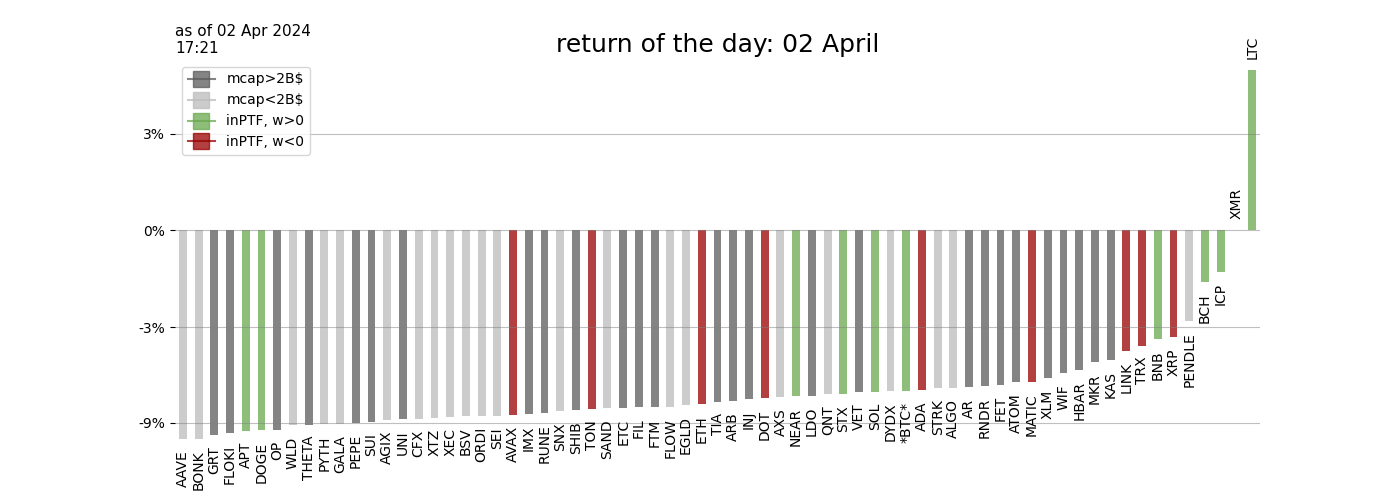 as of 02 Apr 2024
17:21
return of the day: 02 April
mcap>2B$
mcap<2B$
inPTF, w>0
inPTF, w<0
3%
0%
-3%
-9%
AAVE
BONK
GRT
FLOKI
APT
DOGE
OP
WLD
THETA
PYTH
GALA
PEPE
SUI
AGIX
UNI
CFX
XTZ
XEC
BSV
ORDI
SEI
AVAX
IMX
RUNE
SNX
SHIB
TON
SAND
ETC
FIL
FTM
FLOW
EGLD
ETH
TIA
ARB
INJ
DOT
AXS
NEAR
LDO
QNT
STX
VET
SOL
DYDX
*BTC*
ADA
STRK
ALGO
AR
RNDR
FET
ATOM
MATIC
XLM
WIF
HBAR
MKR
KAS
LINK
TRX
BNB
XRP
PENDLE
BCH
ICP
XMR
LTC